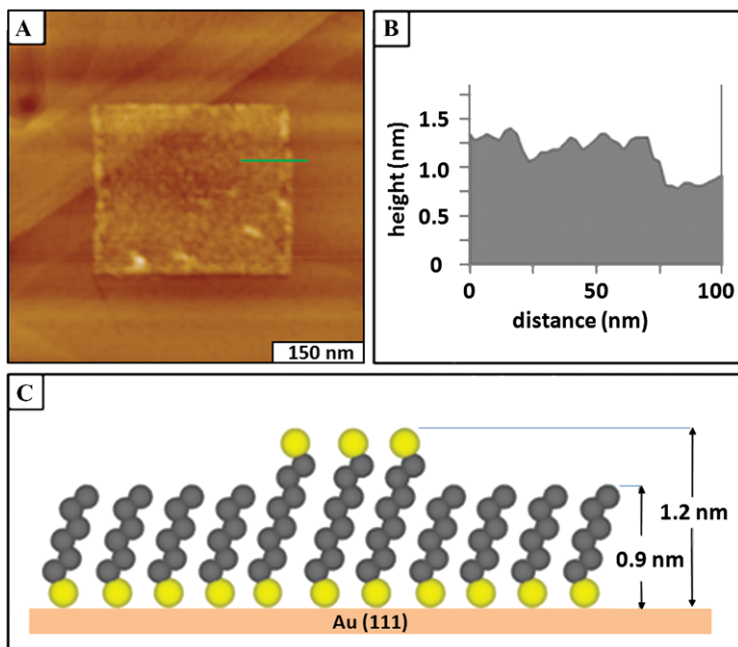 A
150 nm
B
height (nm)
1.5
1.0
0.5
0
0
50
100
distance (nm)
C
1.2 nm
0.9 nm
Au (111)